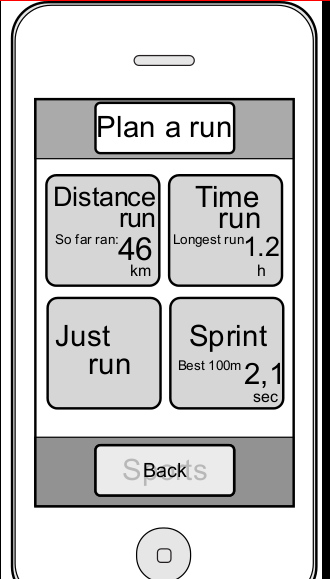 Plan a run
Distance
run
So far ran: 46
km
Time
run
Longest run 1.2
h
Just
run
Sprint
Best 100m 2,1
sec
Sports
Back